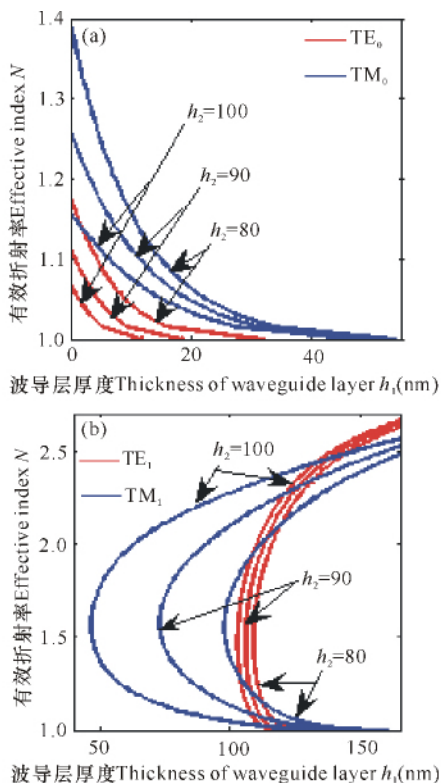 (a)
TE₀
TM₀
h₂=100
h₂=90
h₂=80
1.4
1.3
1.2
1.1
1.0
有效折射率Effective index N
0
20
40
波导层厚度Thickness of waveguide layer h₁(nm)
(b)
TE₁
TM₁
h₂=100
h₂=90
h₂=80
2.5
2.0
1.5
1.0
有效折射率Effective index N
50
100
150
波导层厚度Thickness of waveguide layer h₁(nm)